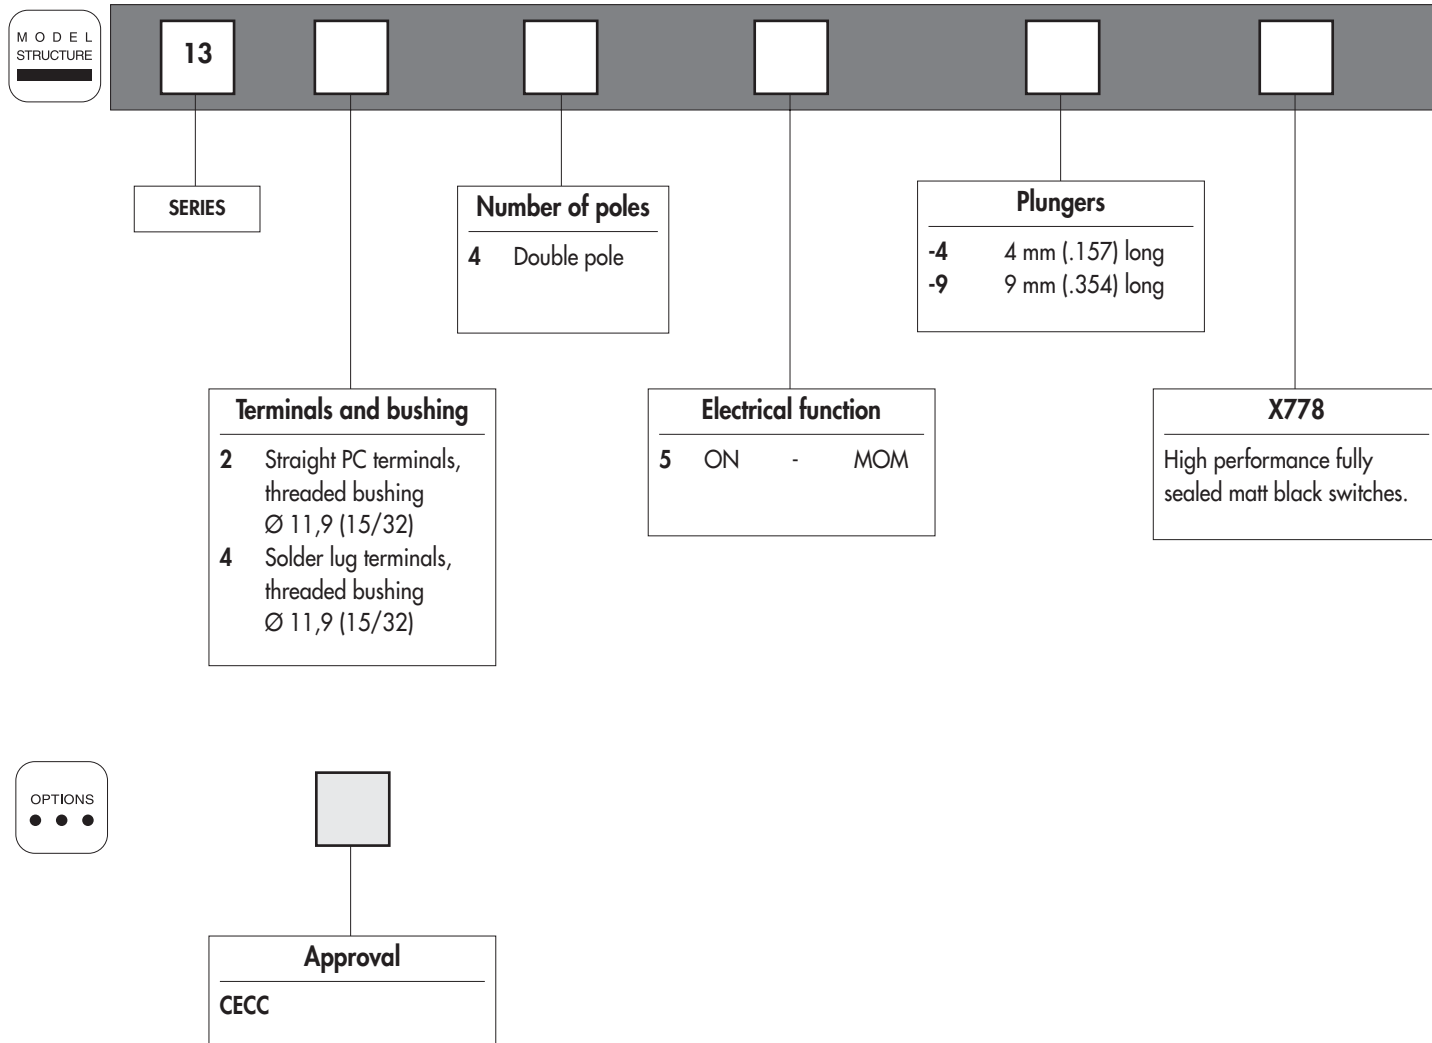 MODEL
STRUCTURE
13
SERIES
Number of poles
4 Double pole
Plungers
-4 4 mm (.157) long
-9 9 mm (.354) long
Terminals and bushing
2 Straight PC terminals,
threaded bushing
Ø 11,9 (15/32)
4 Solder lug terminals,
threaded bushing
Ø 11,9 (15/32)
Electrical function
5 ON - MOM
X778
High performance fully
sealed matt black switches.
OPTIONS
Approval
CECC